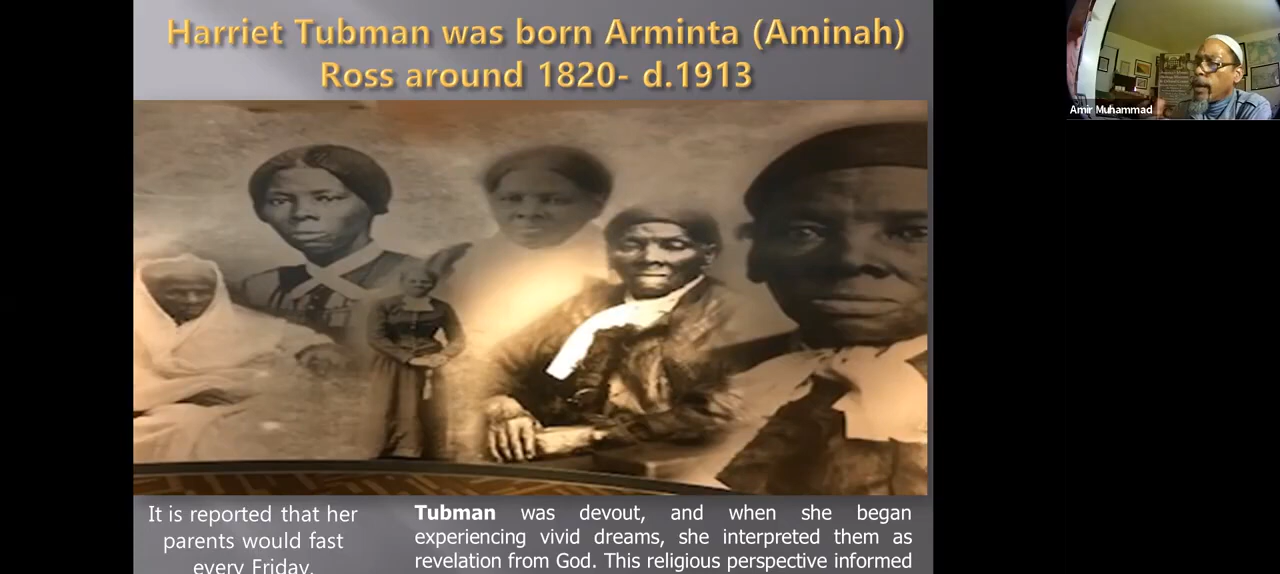 Harriet Tubman was born Arminta (Aminah)
Ross around 1820- d.1913
Amir Muhammad
It is reported that her
parents would fast
every Friday.
Tubman was devout, and when she began
experiencing vivid dreams, she interpreted them as
revelation from God. This religious perspective informed